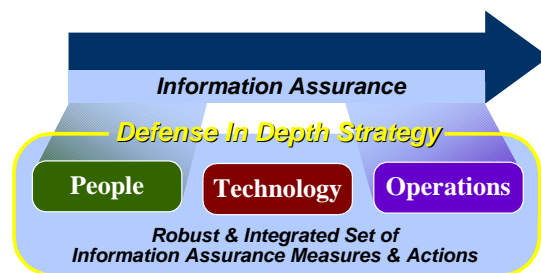 Information Assurance
Defense In Depth Strategy
People Technology Operations
Robust & Integrated Set of
Information Assurance Measures & Actions